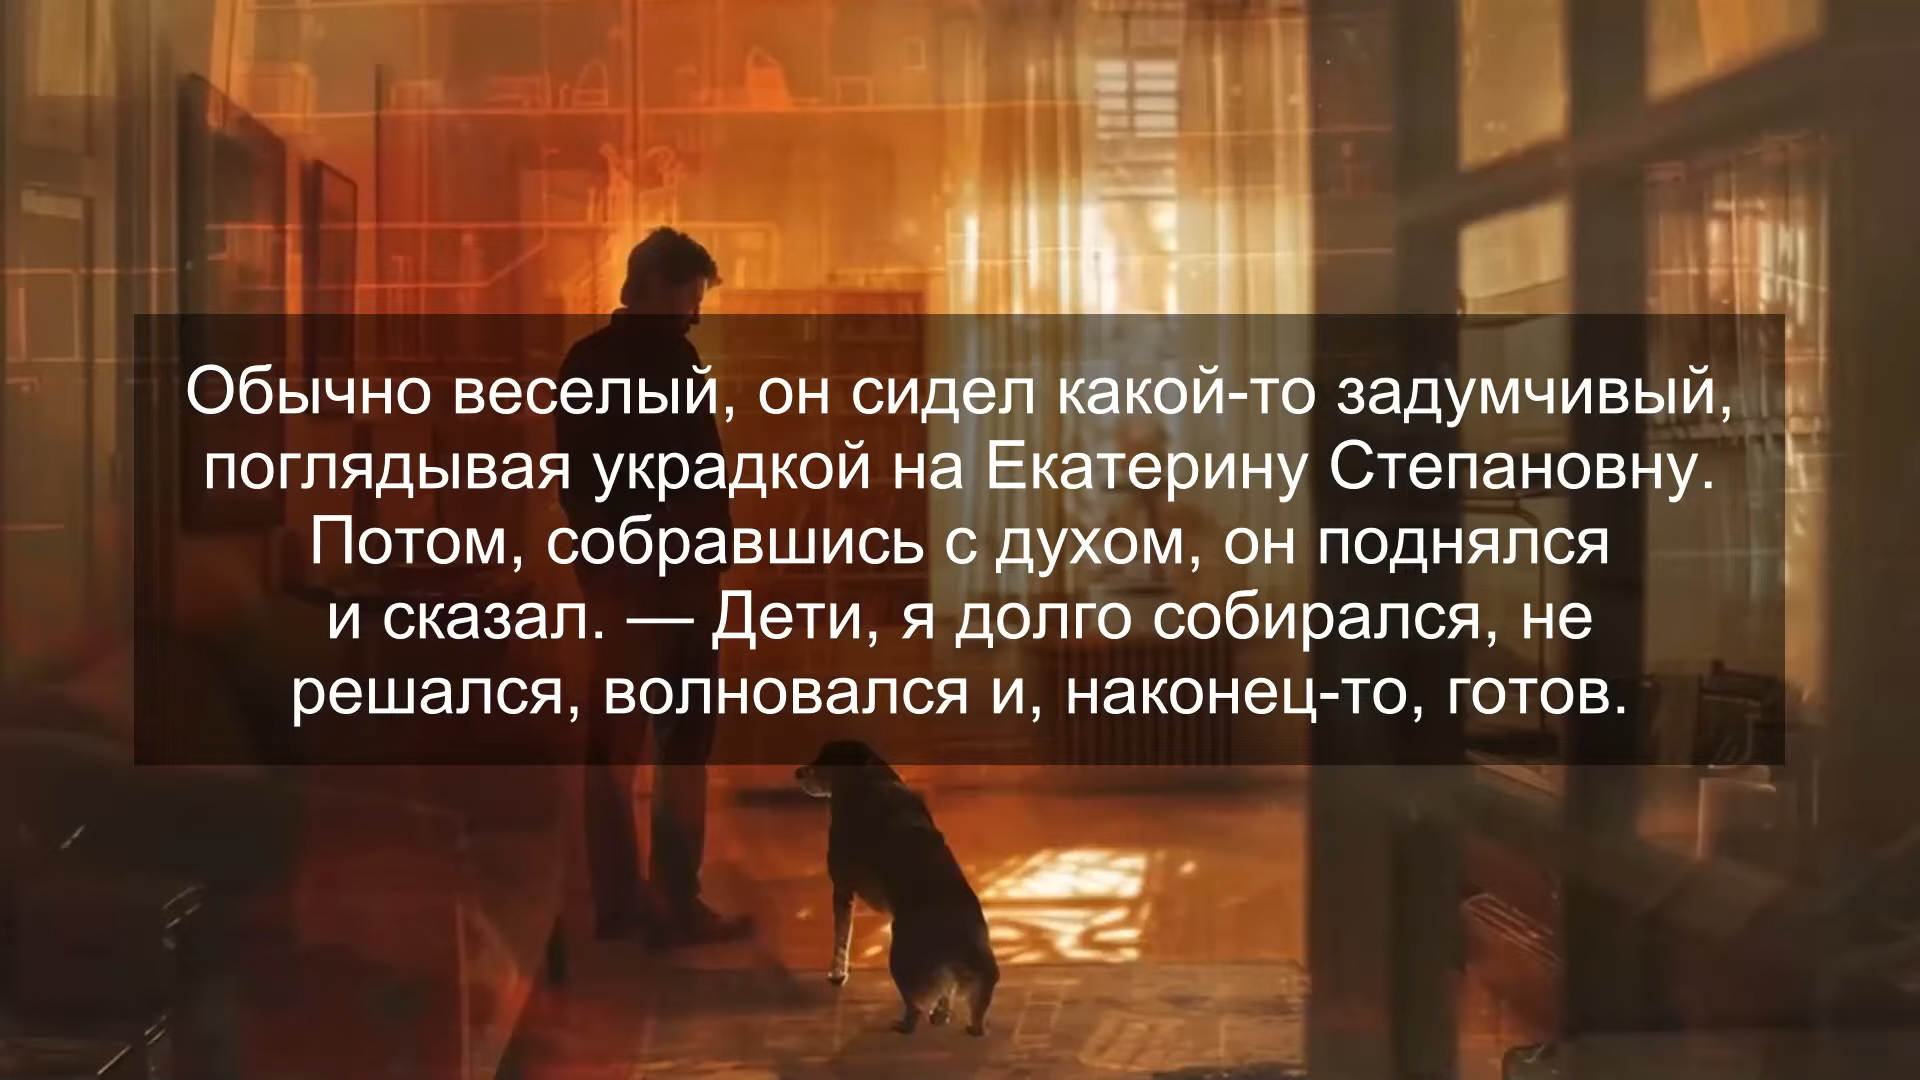 Обычно веселый, он сидел какой-то задумчивый,
поглядывая украдкой на Екатерину Степановну.
Потом, собравшись с духом, он поднялся
и сказал. — Дети, я долго собирался, не
решался, волновался и, наконец-то, готов.